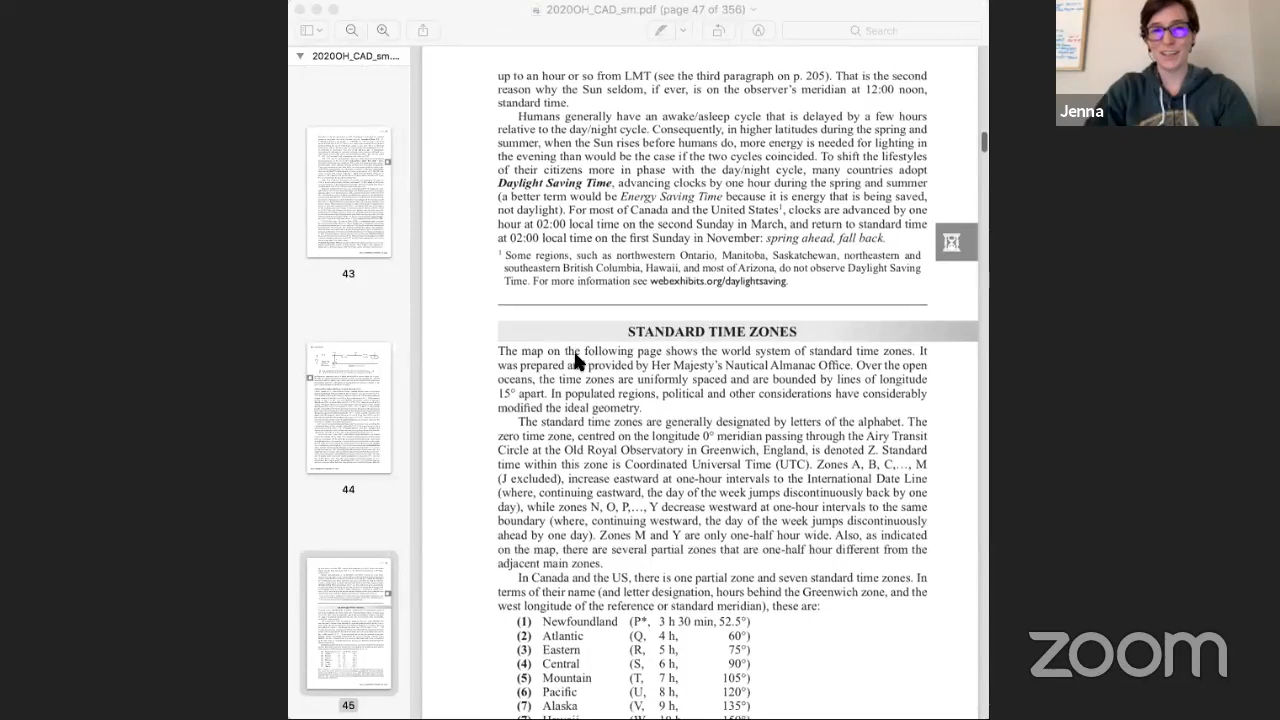 2020OH_CAD_sm.pdf (page 47 of 356)
Search
2020OH_CAD_sm....
43
44
45
up to an hour or so from LMT (see the third paragraph on p. 205). That is the second
reason why the Sun seldom, if ever, is on the observer's meridian at 12:00 noon,
standard time.
Humans generally have an awake/asleep cycle that is delayed by a few hours
relative to the day/night cycle. Consequently, in higher latitudes during the spring and
summer when the Sun rises before humans do, more energy is needed for lighting in
the evening than would be the case if the two cycles coincided. To shift the lifestyles
of their citizens more in phase with the day/night cycle, many countries adopt
Daylight Saving Time, advancing clocks by one hour during the spring and summer
(a better term would be Energy Saving Time because it is energy that is being saved,
not daylight). For most of Canada and the United States, clocks are advanced by one
hour at 02:00 local time on the second Sunday in March, and return to standard time
at 02:00 local time on the first Sunday in November: spring ahead, fall back.
1 Some regions, such as northwestern Ontario, Manitoba, Saskatchewan, northeastern and
southeastern British Columbia, Hawaii, and most of Arizona, do not observe Daylight Saving
Time. For more information see webexhibits.org/daylightsaving.
STANDARD TIME ZONES
The map on the following page shows the world system of standard time zones. It
was prepared and provided by Her Majesty's Nautical Almanac Office. Over the open
oceans, the time zones are uniformly spaced and are bounded by lines of longitude
15° apart. In populated regions, political and other considerations have considerably
modified the ideal geometry.
The standard time zones are generally designated by letters of the alphabet. The
zero time zone, centred on the longitude 0° meridian passing through the Airy Transit
Circle at the Old Royal Observatory in Greenwich, England, is denoted Z. Standard
time within this zone is Coordinated Universal Time (UTC). Zones A, B, C,..., M
(J excluded), increase eastward at one-hour intervals to the International Date Line
(where, continuing eastward, the day of the week jumps discontinuously back by one
day), while zones N, O, P,..., Y decrease westward at one-hour intervals to the same
boundary (where, continuing westward, the day of the week jumps discontinuously
ahead by one day). Zones M and Y are only one-half hour wide. Also, as indicated
on the map, there are several partial zones that are one-half hour different from the
adjacent main zones.
In Canada and the U.S., there is one partial zone and seven standard time zones. In
terms of their name, letter designation, hours behind the Greenwich zone, and the
west longitude of the reference or standard meridian, these are:
(1) Newfoundland (P*, 3 h 30 min, 52.5°)
(2) Atlantic (Q, 4 h, 60°)
(3) Eastern (R, 5 h, 75°)
(4) Central (S, 6 h, 90°)
(5) Mountain (T, 7 h, 105°)
(6) Pacific (U, 8 h, 120°)
(7) Alaska (V, 9 h, 135°)
Jenna
zoom